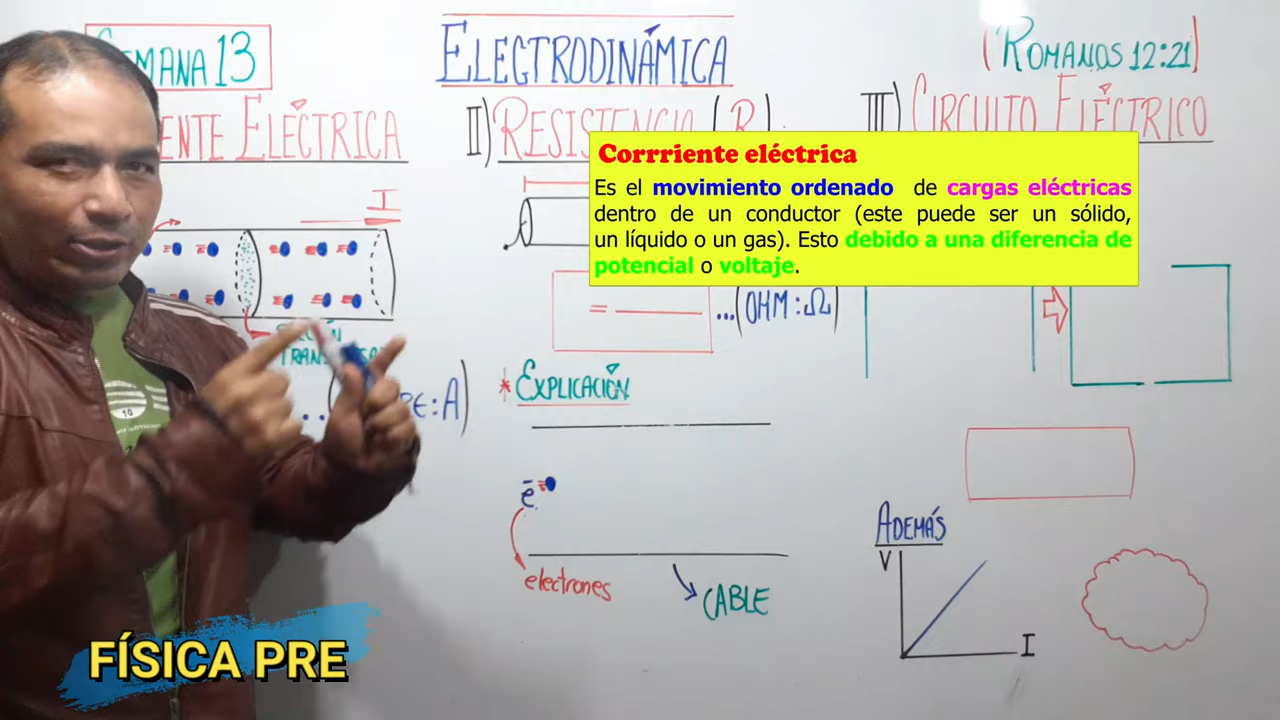 SEMANA 13
ELECTRODINÁMICA
(ROMANOS 12:21)
ELÉCTRICA
II) RESISTENCIA (R).
III) CIRCUITO ELÉCTRICO
Corrriente eléctrica
Es el movimiento ordenado de cargas eléctricas
dentro de un conductor (este puede ser un sólido,
un líquido o un gas). Esto debido a una diferencia de
potencial o voltaje.
I
= ...(OHM:Ω)
:A)
* EXPLICACIÓN
ē
electrones
CABLE
ADEMÁS
V
I
10
FÍSICA PRE